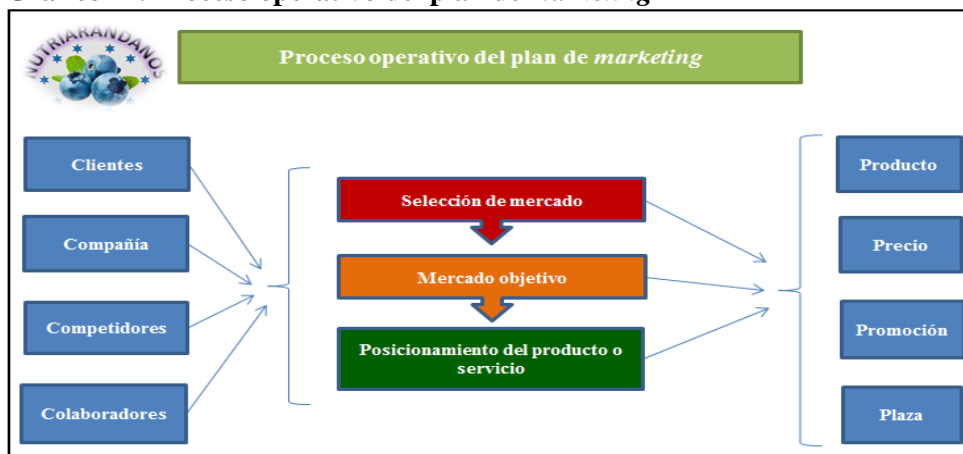 NUTRIARANDANOS
Proceso operativo del plan de marketing
Clientes
Compañía
Competidores
Colaboradores
Selección de mercado
Mercado objetivo
Posicionamiento del producto o
servicio
Producto
Precio
Promoción
Plaza